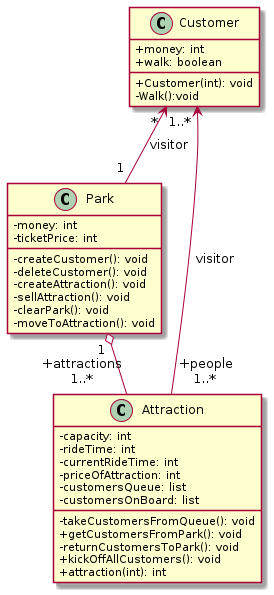 C Customer
+money: int
+walk: boolean
+Customer(int): void
-Walk():void
* 1..*
visitor
1
C Park
-money: int
-ticketPrice: int
-createCustomer(): void
-deleteCustomer(): void
-createAttraction(): void
-sellAttraction(): void
-clearPark(): void
-moveToAttraction(): void
visitor
1
+attractions
1..*
+people
1..*
C Attraction
-capacity: int
-rideTime: int
-currentRideTime: int
-priceOfAttraction: int
-customersQueue: list
-customersOnBoard: list
-takeCustomersFromQueue(): void
+getCustomersFromPark(): void
-returnCustomersToPark(): void
+kickOffAllCustomers(): void
+attraction(int): int